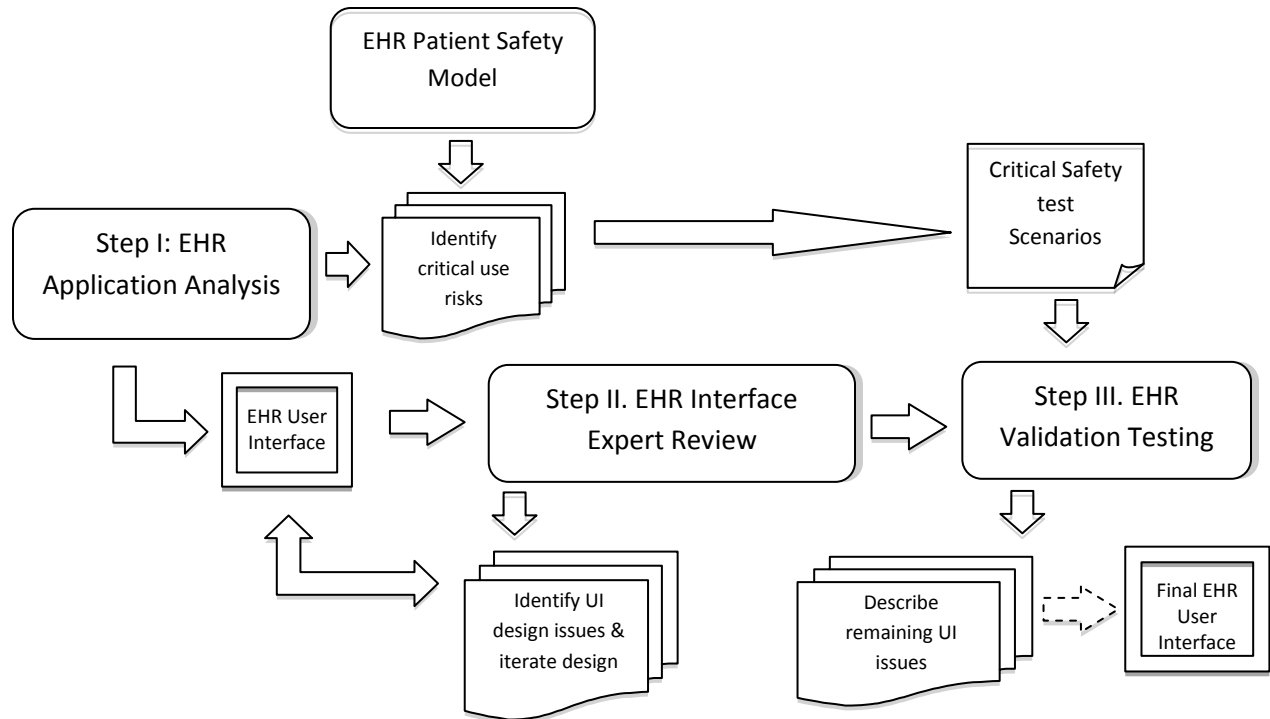 EHR Patient Safety
Model
Critical Safety
test
Scenarios
Step I: EHR
Application Analysis
Identify
critical use
risks
EHR User
Interface
Step II. EHR Interface
Expert Review
Step III. EHR
Validation Testing
Identify UI
design issues &
iterate design
Describe
remaining UI
issues
Final EHR
User
Interface